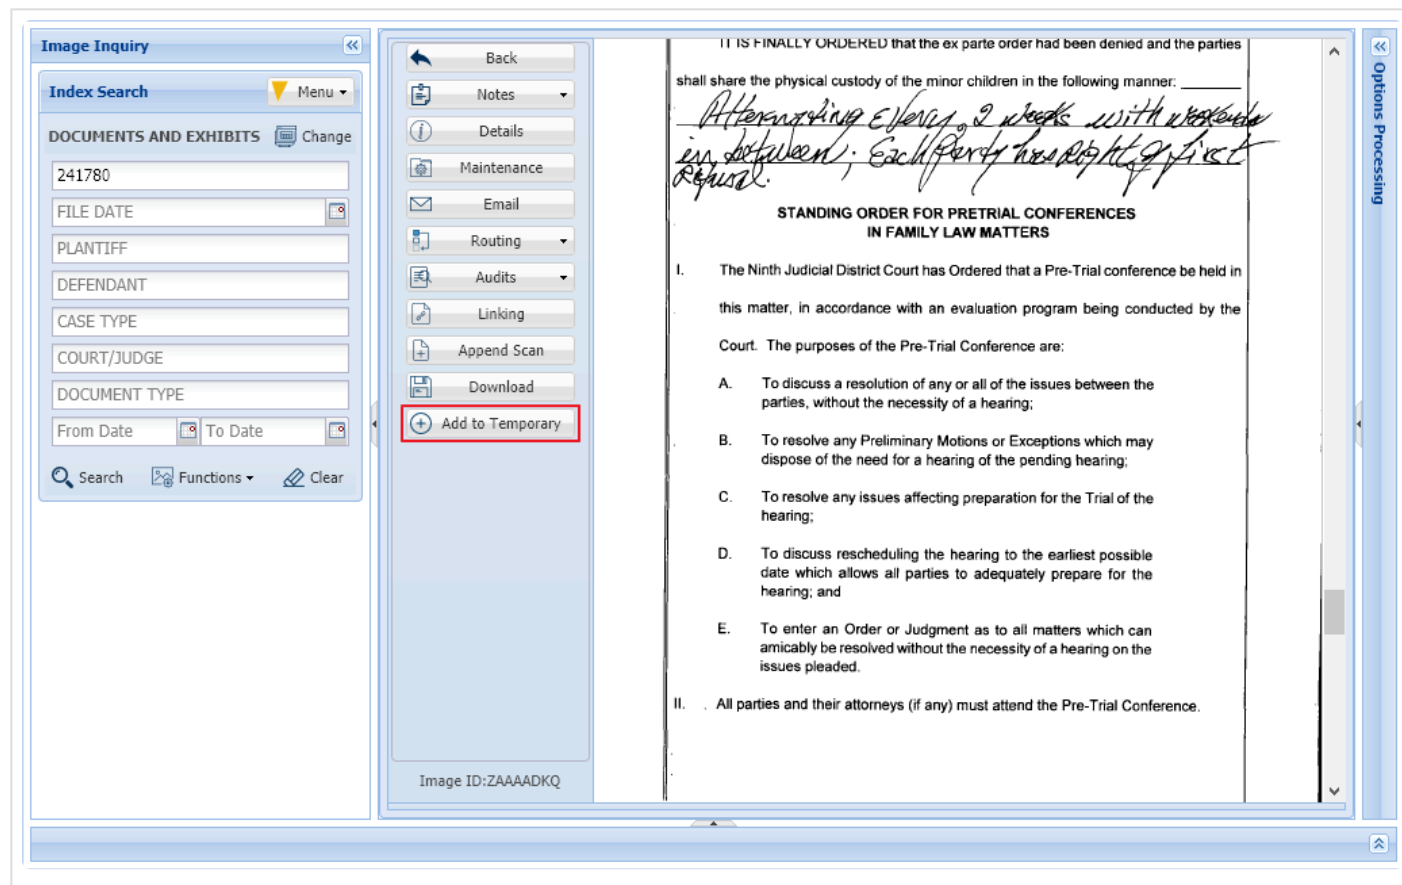 Image Inquiry
Index Search
Menu
DOCUMENTS AND EXHIBITS
Change
241780
FILE DATE
PLANTIFF
DEFENDANT
CASE TYPE
COURT/JUDGE
DOCUMENT TYPE
From Date
To Date
Search
Functions
Clear
Back
Notes
Details
Maintenance
Email
Routing
Audits
Linking
Append Scan
Download
Add to Temporary
Image ID:ZAAAADKQ
IT IS FINALLY ORDERED that the ex parte order had been denied and the parties
shall share the physical custody of the minor children in the following manner:
Alternating every 2 weeks with weekends
in between; Each Party has Right of first
Refusal.
STANDING ORDER FOR PRETRIAL CONFERENCES
IN FAMILY LAW MATTERS
I. The Ninth Judicial District Court has Ordered that a Pre-Trial conference be held in
this matter, in accordance with an evaluation program being conducted by the
Court. The purposes of the Pre-Trial Conference are:
A. To discuss a resolution of any or all of the issues between the
parties, without the necessity of a hearing;
B. To resolve any Preliminary Motions or Exceptions which may
dispose of the need for a hearing of the pending hearing;
C. To resolve any issues affecting preparation for the Trial of the
hearing;
D. To discuss rescheduling the hearing to the earliest possible
date which allows all parties to adequately prepare for the
hearing; and
E. To enter an Order or Judgment as to all matters which can
amicably be resolved without the necessity of a hearing on the
issues pleaded.
II. All parties and their attorneys (if any) must attend the Pre-Trial Conference.
Options Processing